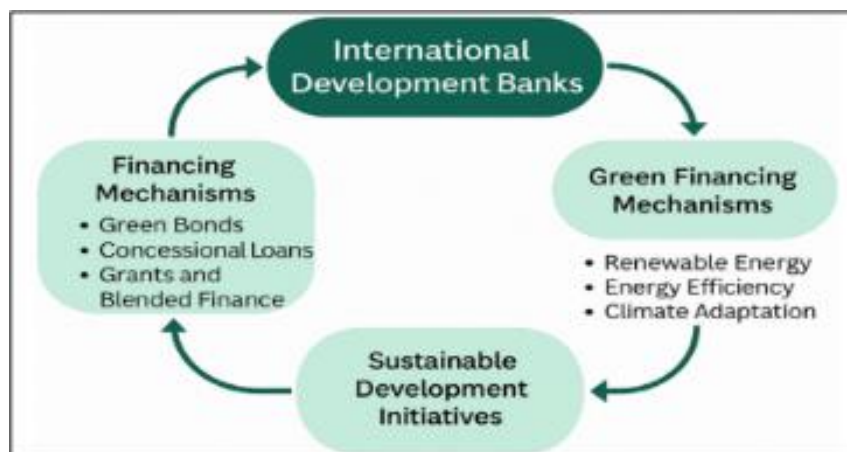 International
Development Banks
Financing
Mechanisms
• Green Bonds
• Concessional Loans
• Grants and
Blended Finance
Green Financing
Mechanisms
• Renewable Energy
• Energy Efficiency
• Climate Adaptation
Sustainable
Development
Initiatives